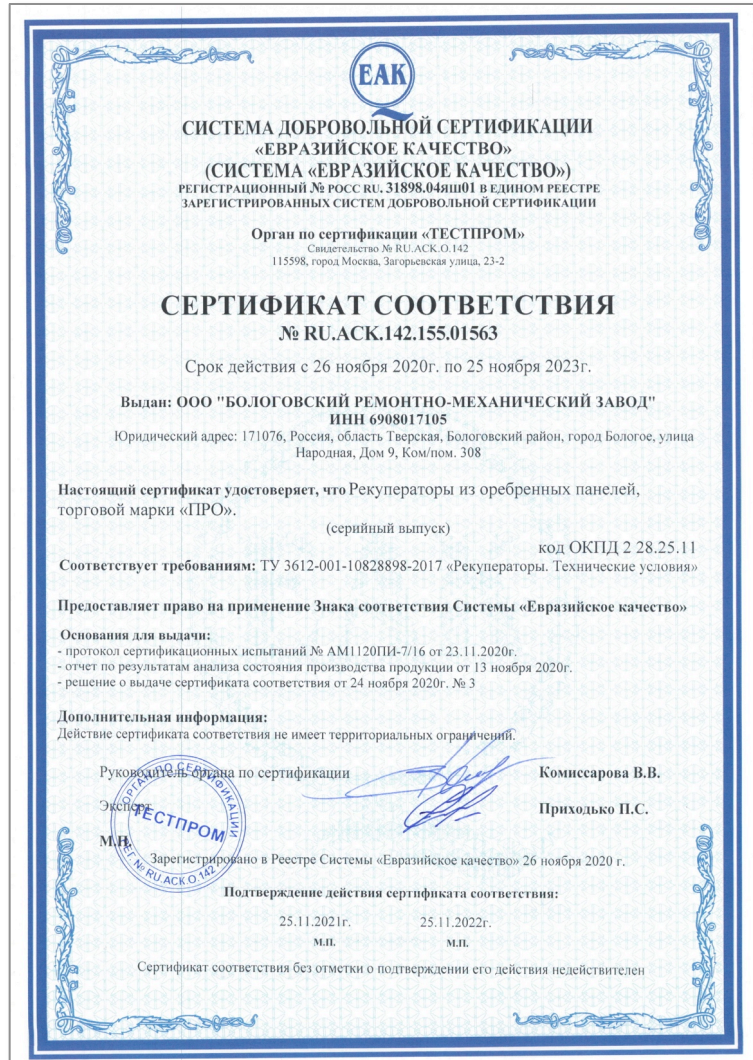 ЕАК
СИСТЕМА ДОБРОВОЛЬНОЙ СЕРТИФИКАЦИИ
«ЕВРАЗИЙСКОЕ КАЧЕСТВО»
(СИСТЕМА «ЕВРАЗИЙСКОЕ КАЧЕСТВО»)
РЕГИСТРАЦИОННЫЙ № РОСС RU. 31898.04яш01 В ЕДИНОМ РЕЕСТРЕ
ЗАРЕГИСТРИРОВАННЫХ СИСТЕМ ДОБРОВОЛЬНОЙ СЕРТИФИКАЦИИ
Орган по сертификации «ТЕСТПРОМ»
Свидетельство № RU.АСК.О.142
115598, город Москва, Загорьевская улица, 23-2
СЕРТИФИКАТ СООТВЕТСТВИЯ
№ RU.АСК.142.155.01563
Срок действия с 26 ноября 2020г. по 25 ноября 2023г.
Выдан: ООО "БОЛОГОВСКИЙ РЕМОНТНО-МЕХАНИЧЕСКИЙ ЗАВОД"
ИНН 6908017105
Юридический адрес: 171076, Россия, область Тверская, Бологовский район, город Бологое, улица
Народная, Дом 9, Ком/пом. 308
Настоящий сертификат удостоверяет, что Рекуператоры из оребренных панелей,
торговой марки «ПРО».
(серийный выпуск)
код ОКПД 2 28.25.11
Соответствует требованиям: ТУ 3612-001-10828898-2017 «Рекуператоры. Технические условия»
Предоставляет право на применение Знака соответствия Системы «Евразийское качество»
Основания для выдачи:
- протокол сертификационных испытаний № АМ1120ПИ-7/16 от 23.11.2020г.
- отчет по результатам анализа состояния производства продукции от 13 ноября 2020г.
- решение о выдаче сертификата соответствия от 24 ноября 2020г. № 3
Дополнительная информация:
Действие сертификата соответствия не имеет территориальных ограничений.
Руководитель органа по сертификации Комиссарова В.В.
Эксперт Приходько П.С.
М.П.
ОРГАН ПО СЕРТИФИКАЦИИ
ТЕСТПРОМ
РЕГ. № RU.АСК.О.142
Зарегистрировано в Реестре Системы «Евразийское качество» 26 ноября 2020 г.
Подтверждение действия сертификата соответствия:
25.11.2021г. 25.11.2022г.
м.п. м.п.
Сертификат соответствия без отметки о подтверждении его действия недействителен